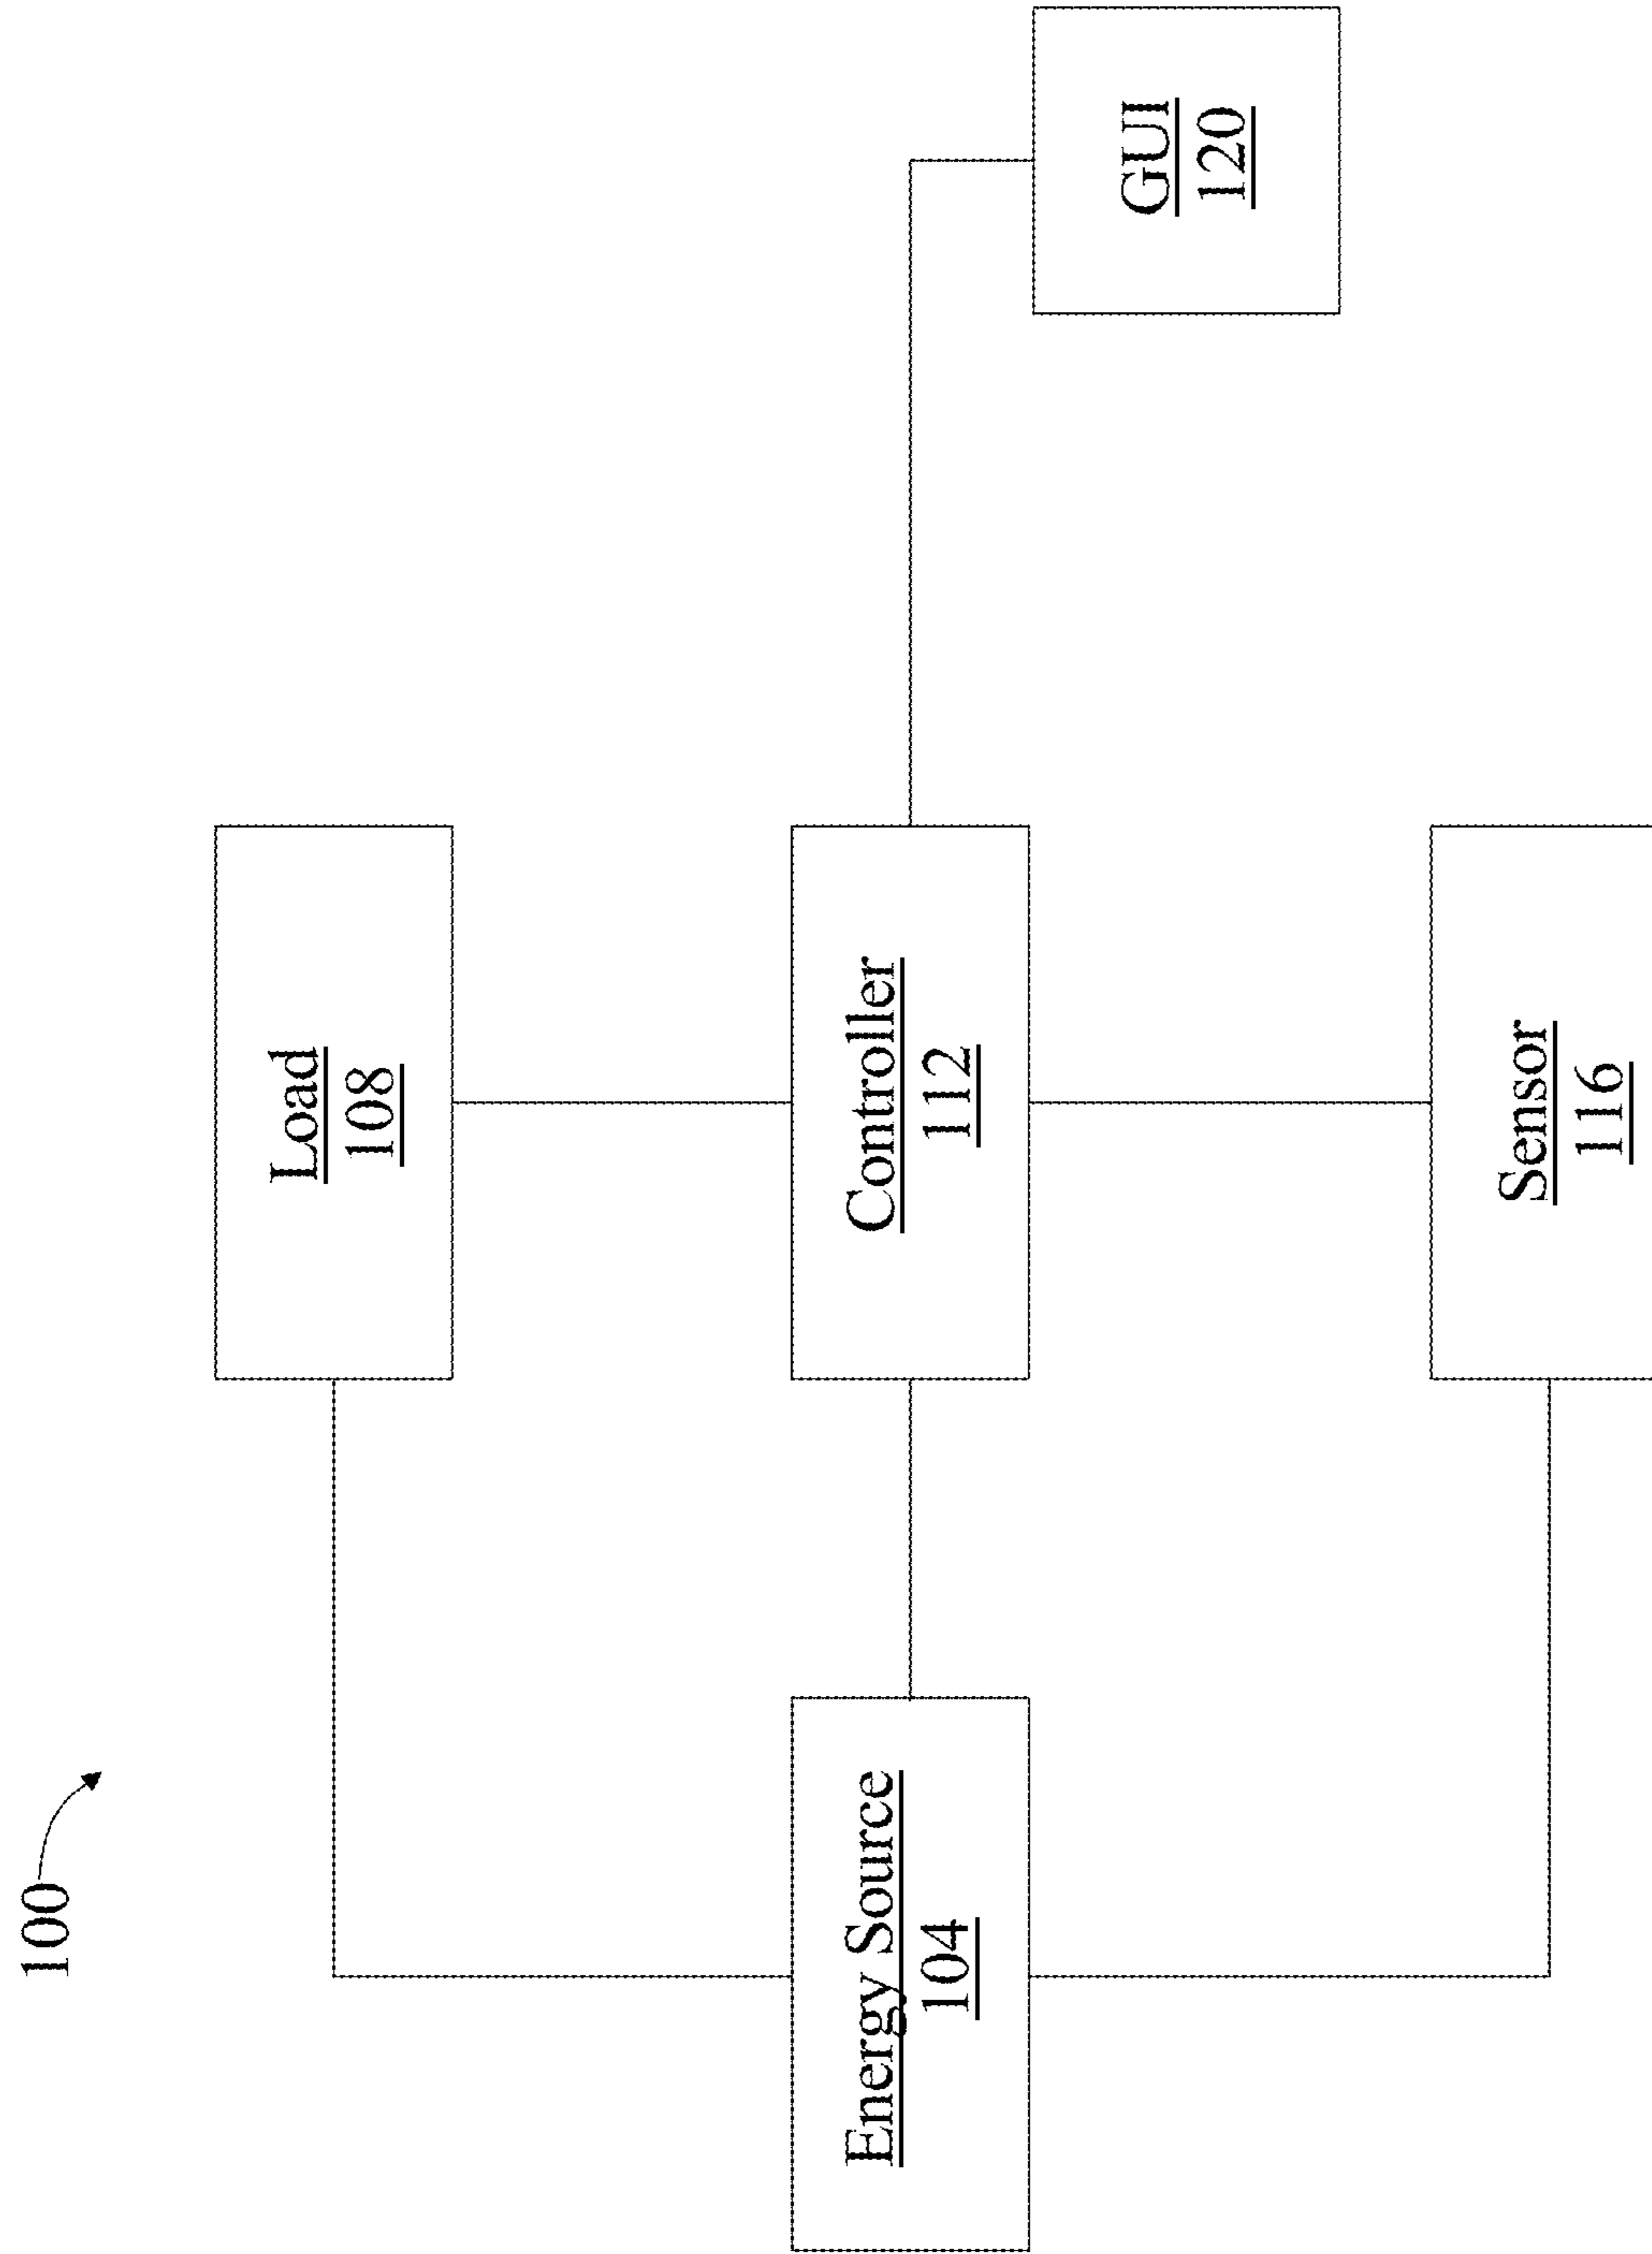 100
Load
108
Energy Source
104
Controller
112
GUI
120
Sensor
116